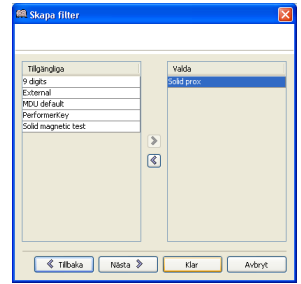 Skapa filter
Tillgängliga
9 digits
External
MDU default
PerformerKey
Solid magnetic test
Valda
Solid prox
Tillbaka
Nästa
Klar
Avbryt